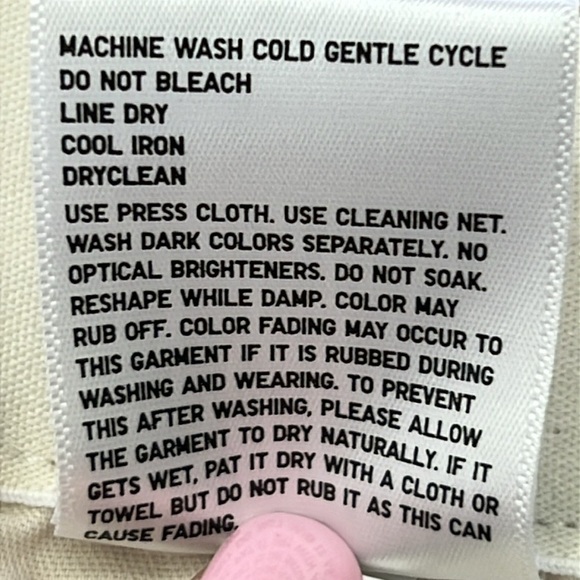 MACHINE WASH COLD GENTLE CYCLE
DO NOT BLEACH
LINE DRY
COOL IRON
DRYCLEAN
USE PRESS CLOTH. USE CLEANING NET.
WASH DARK COLORS SEPARATELY. NO
OPTICAL BRIGHTENERS. DO NOT SOAK.
RESHAPE WHILE DAMP. COLOR MAY
RUB OFF. COLOR FADING MAY OCCUR TO
THIS GARMENT IF IT IS RUBBED DURING
WASHING AND WEARING. TO PREVENT
THIS AFTER WASHING, PLEASE ALLOW
THE GARMENT TO DRY NATURALLY. IF IT
GETS WET, PAT IT DRY WITH A CLOTH OR
TOWEL BUT DO NOT RUB IT AS THIS CAN
CAUSE FADING.